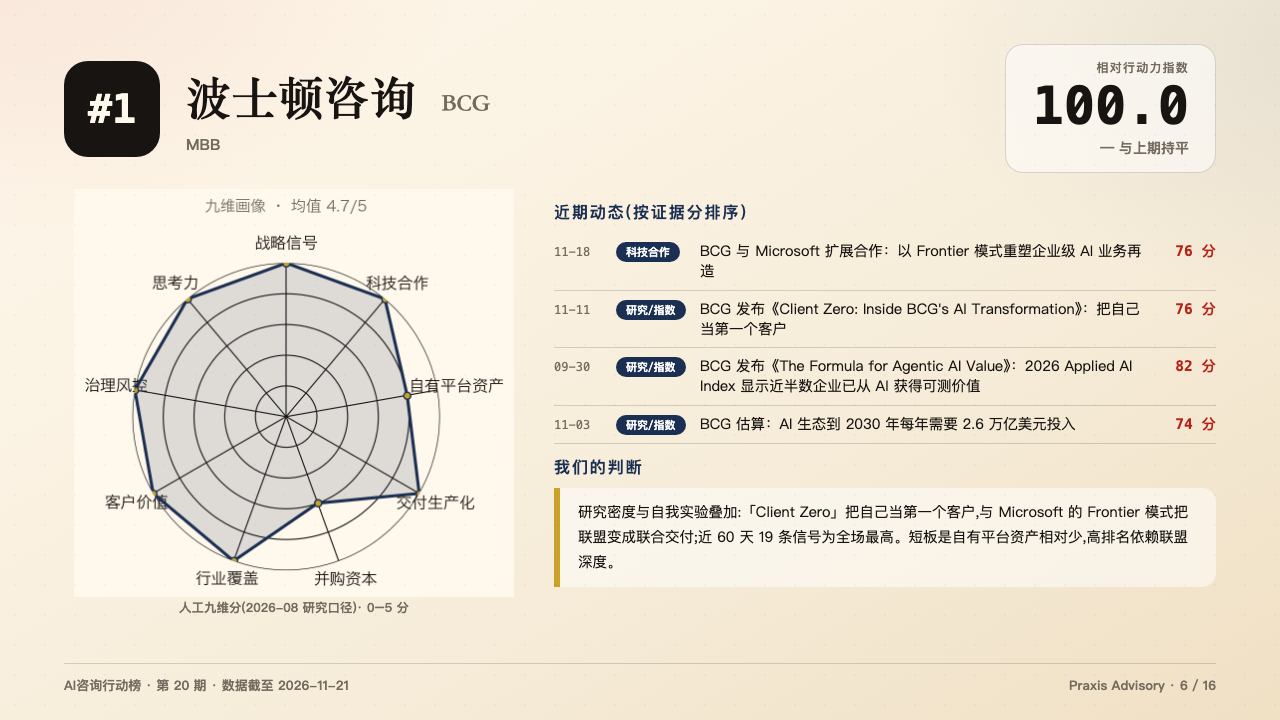 #1
波士顿咨询 BCG
MBB
相对行动力指数
100.0
— 与上期持平
九维画像 · 均值 4.7/5
战略信号
思考力
科技合作
治理风控
自有平台资产
客户价值
交付生产化
行业覆盖
并购资本
人工九维分(2026-08 研究口径)· 0—5 分
近期动态(按证据分排序)
11-18 科技合作 BCG 与 Microsoft 扩展合作：以 Frontier 模式重塑企业级 AI 业务再 76 分
造
11-11 研究/指数 BCG 发布《Client Zero: Inside BCG's AI Transformation》：把自己 76 分
当第一个客户
09-30 研究/指数 BCG 发布《The Formula for Agentic AI Value》：2026 Applied AI 82 分
Index 显示近半数企业已从 AI 获得可测价值
11-03 研究/指数 BCG 估算：AI 生态到 2030 年每年需要 2.6 万亿美元投入 74 分
我们的判断
研究密度与自我实验叠加:「Client Zero」把自己当第一个客户,与 Microsoft 的 Frontier 模式把
联盟变成联合交付;近 60 天 19 条信号为全场最高。短板是自有平台资产相对少,高排名依赖联盟
深度。
AI咨询行动榜 · 第 20 期 · 数据截至 2026-11-21
Praxis Advisory · 6 / 16